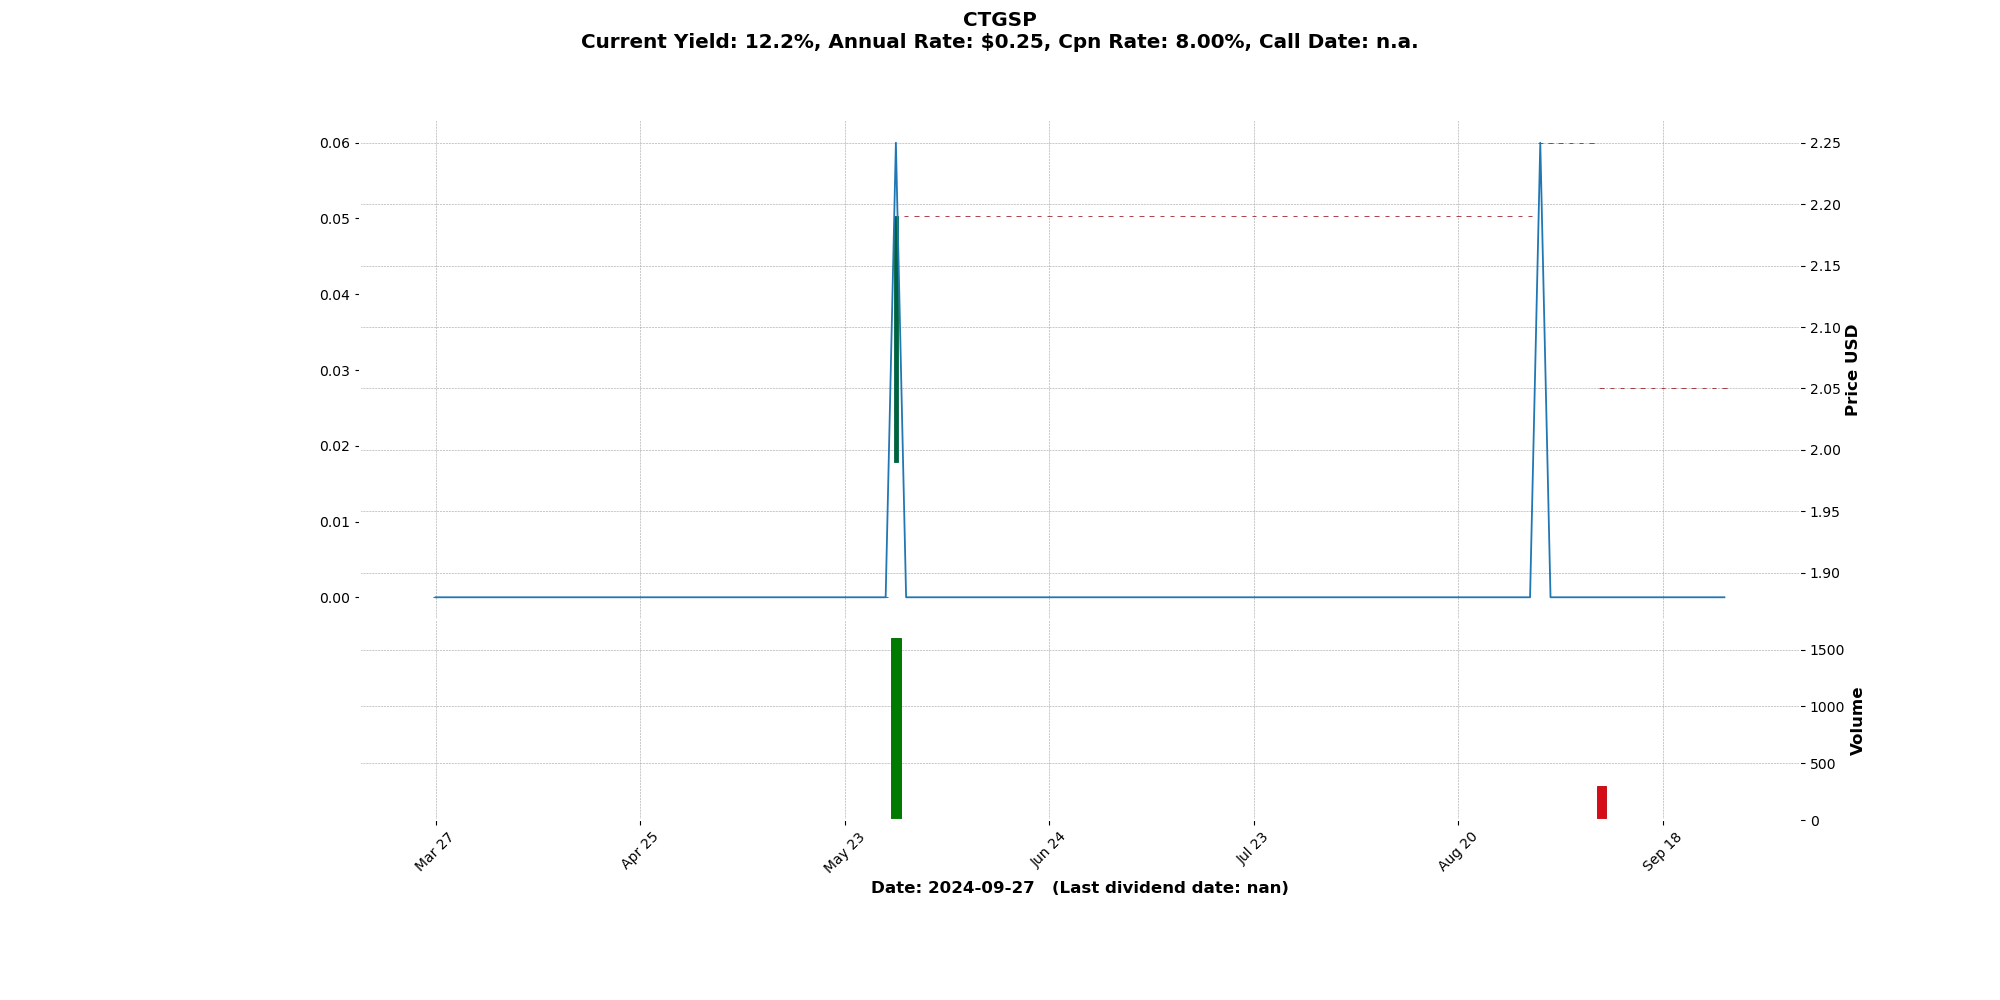 CTGSP
Current Yield: 12.2%, Annual Rate: $0.25, Cpn Rate: 8.00%, Call Date: n.a.
0.06
0.05
0.04
0.03
0.02
0.01
0.00
2.25
2.20
2.15
2.10
2.05
2.00
1.95
1.90
Price USD
1500
1000
500
0
Volume
Mar 27
Apr 25
May 23
Jun 24
Jul 23
Aug 20
Sep 18
Date: 2024-09-27   (Last dividend date: nan)